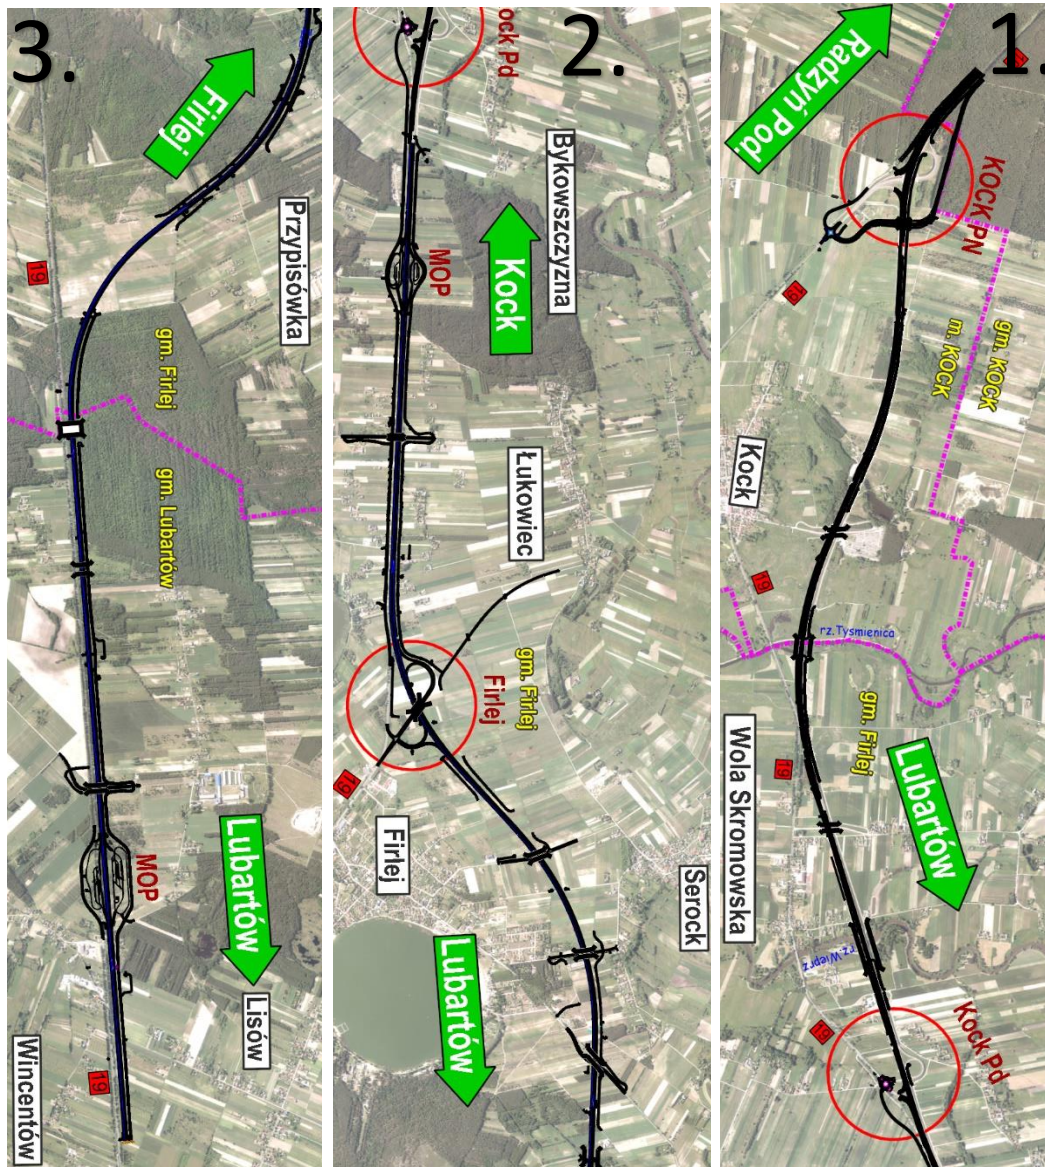 3.
Firlej
Przypisówka
19
gm. Firlej
gm. Lubartów
MOP
Lubartów
Lisów
19
Wincentów
2.
ock Pd
Bykowszczyzna
Kock
MOP
Łukowiec
gm. Firlej
Firlej
19
Firlej
Serock
Lubartów
1.
Radzyń Pod.
19
KOCK PN
19
gm. KOCK
m. KOCK
Kock
19
rz.Tyśmienica
gm. Firlej
19
Wola Skromowska
Lubartów
rz.Wieprz
19
Kock Pd